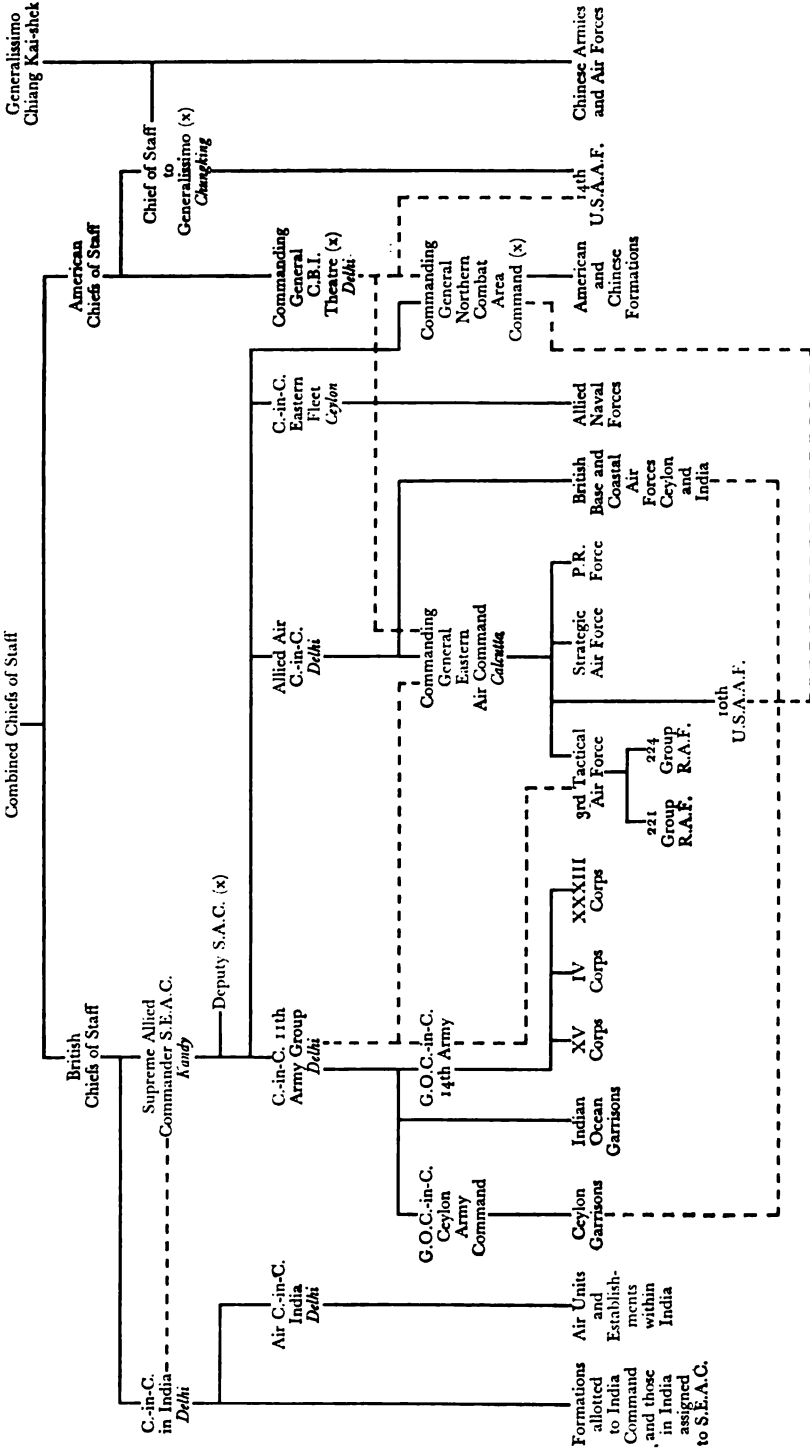 Combined Chiefs of Staff
Generalissimo
Chiang Kai-shek
British
Chiefs of Staff
American
Chiefs of Staff
C.-in-C.
in India
Delhi
Supreme Allied
Commander S.E.A.C.
Kandy
Chief of Staff
to
Generalissimo (x)
Chungking
Deputy S.A.C. (x)
Air C.-in-C.
India
Delhi
C.-in-C. 11th
Army Group
Delhi
Allied Air
C.-in-C.
Delhi
C.-in-C.
Eastern
Fleet
Ceylon
Commanding
General
C.B.I.
Theatre (x)
Delhi
G.O.C.-in-C.
Ceylon
Army
Command
G.O.C.-in-C.
14th Army
Commanding
General
Eastern
Air Command
Calcutta
Commanding
General
Northern
Combat
Area
Command (x)
Formations
allotted
to India
Command
and those
in India
assigned
to S.E.A.C.
Air Units
and
Establish-
ments
within
India
Ceylon
Garrisons
Indian
Ocean
Garrisons
XV
Corps
IV
Corps
XXXIII
Corps
3rd Tactical
Air Force
Strategic
Air Force
P.R.
Force
British
Base and
Coastal
Air
Forces
Ceylon
and
India
Allied
Naval
Forces
American
and
Chinese
Formations
14th
U.S.A.A.F.
Chinese Armies
and Air Forces
221
Group
R.A.F.
224
Group
R.A.F.
10th
U.S.A.A.F.